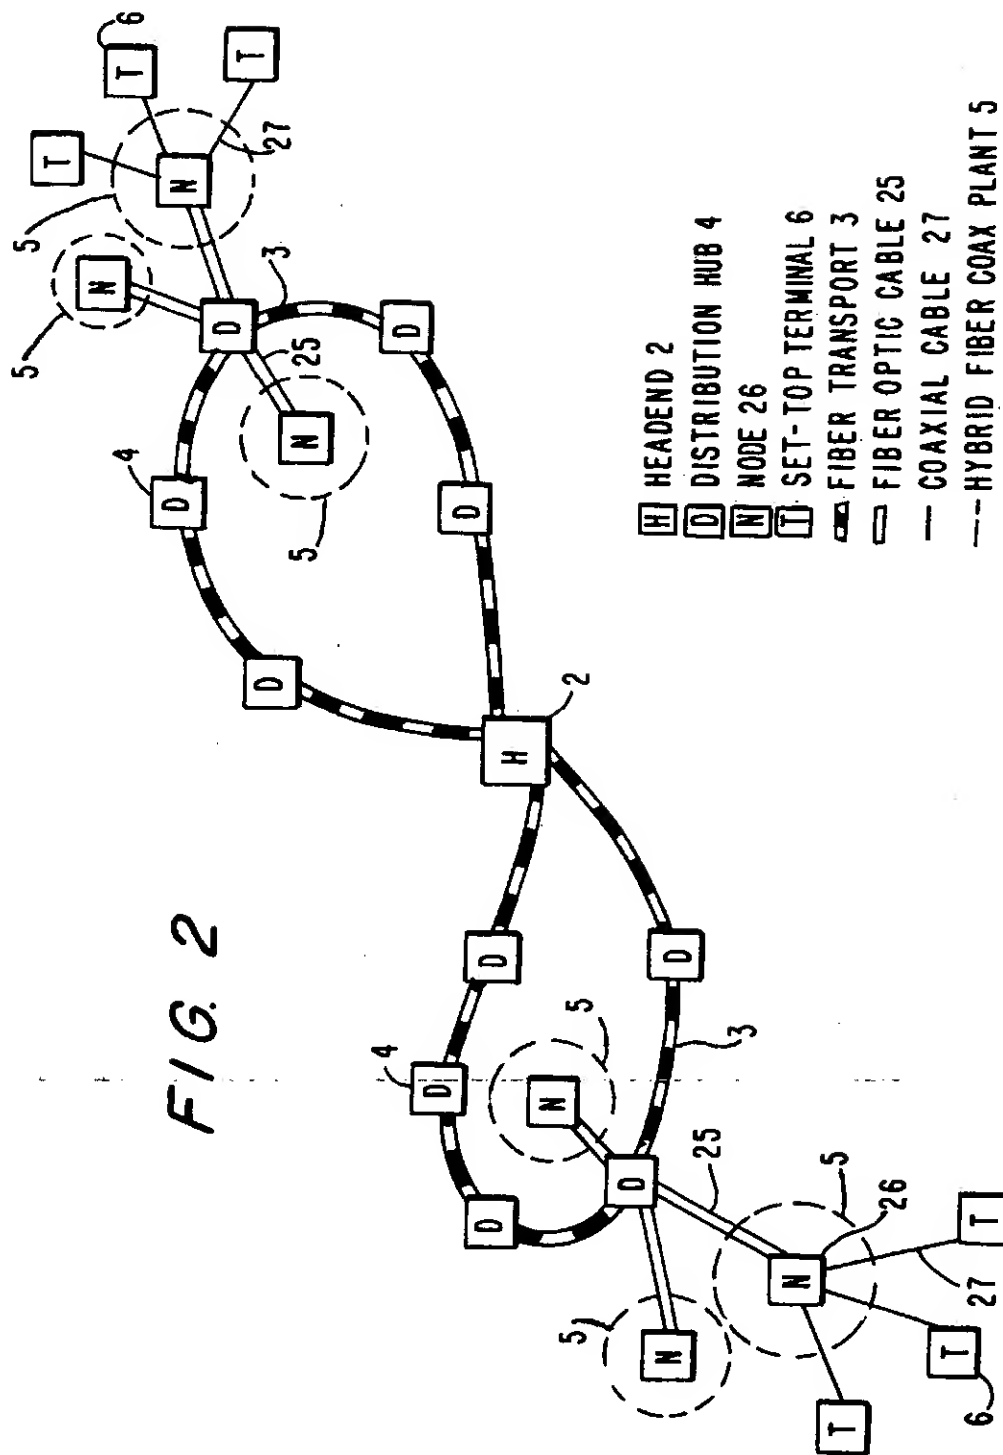 FIG. 2
5
5
T
6
T
N
4
D
N
T
D
27
3
25
D
N
5
4
D
D
D
D
D
H
2
5
N
5
D
N
D
25
3
N
5
26
T
T
6
27
T
H HEADEND 2
D DISTRIBUTION HUB 4
N NODE 26
T SET-TOP TERMINAL 6
FIBER TRANSPORT 3
FIBER OPTIC CABLE 25
COAXIAL CABLE 27
HYBRID FIBER COAX PLANT 5